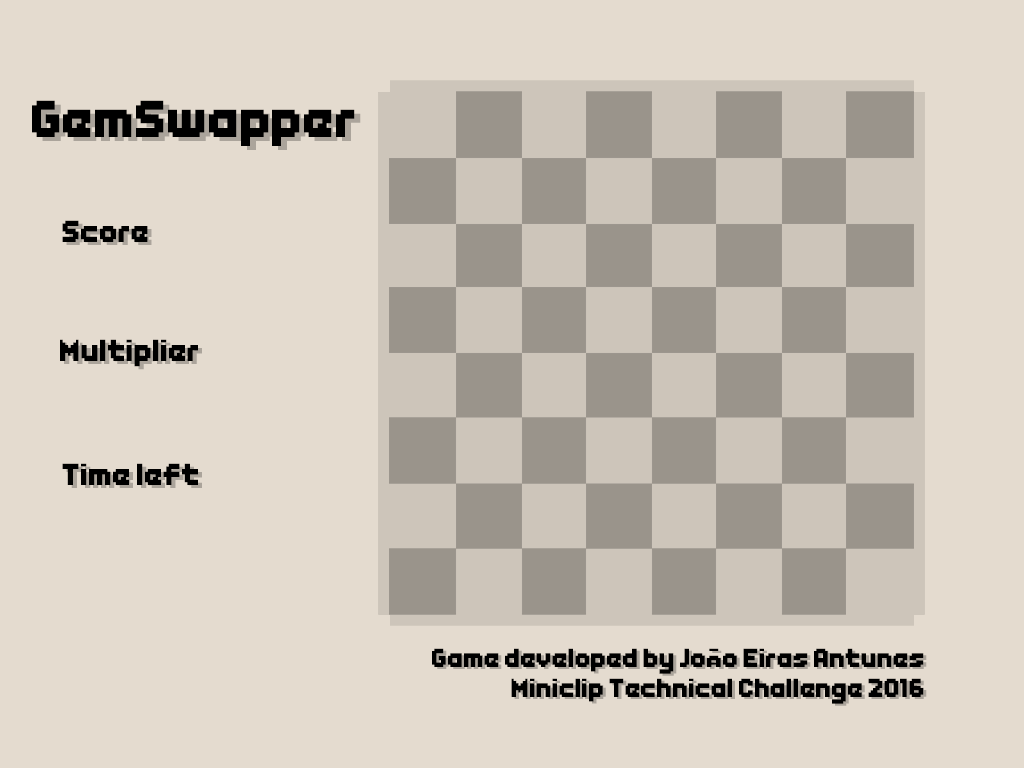 GemSwapper
Score
Multiplier
Time left
Game developed by João Eiras Antunes
Miniclip Technical Challenge 2016